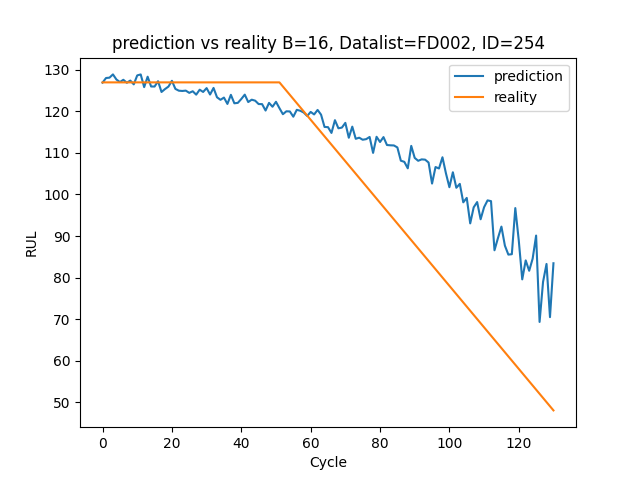 prediction vs reality B=16, Datalist=FD002, ID=254
prediction
reality
130
120
110
100
90
80
70
60
50
RUL
0 20 40 60 80 100 120
Cycle